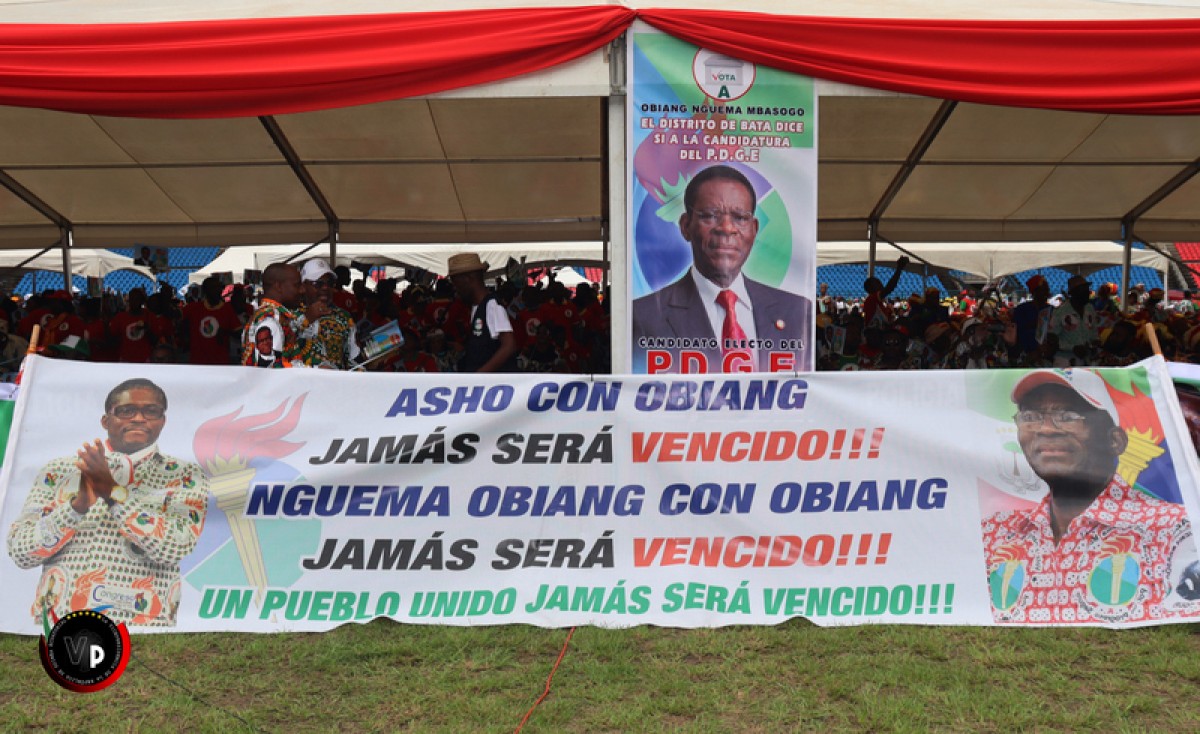 VOTA
A
OBIANG NGUEMA MBASOGO
EL DISTRITO DE BATA DICE
SI A LA CANDIDATURA
DEL P.D.G.E
CANDIDATO ELECTO DEL
P.D.G.E
ASHO CON OBIANG
JAMÁS SERÁ VENCIDO!!!
NGUEMA OBIANG CON OBIANG
JAMÁS SERÁ VENCIDO!!!
UN PUEBLO UNIDO JAMÁS SERÁ VENCIDO!!!
Congreso
VP